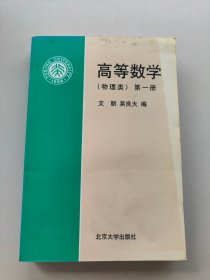 高等数学
(物理类) 第一册
文丽 吴良大 编
北京大学出版社